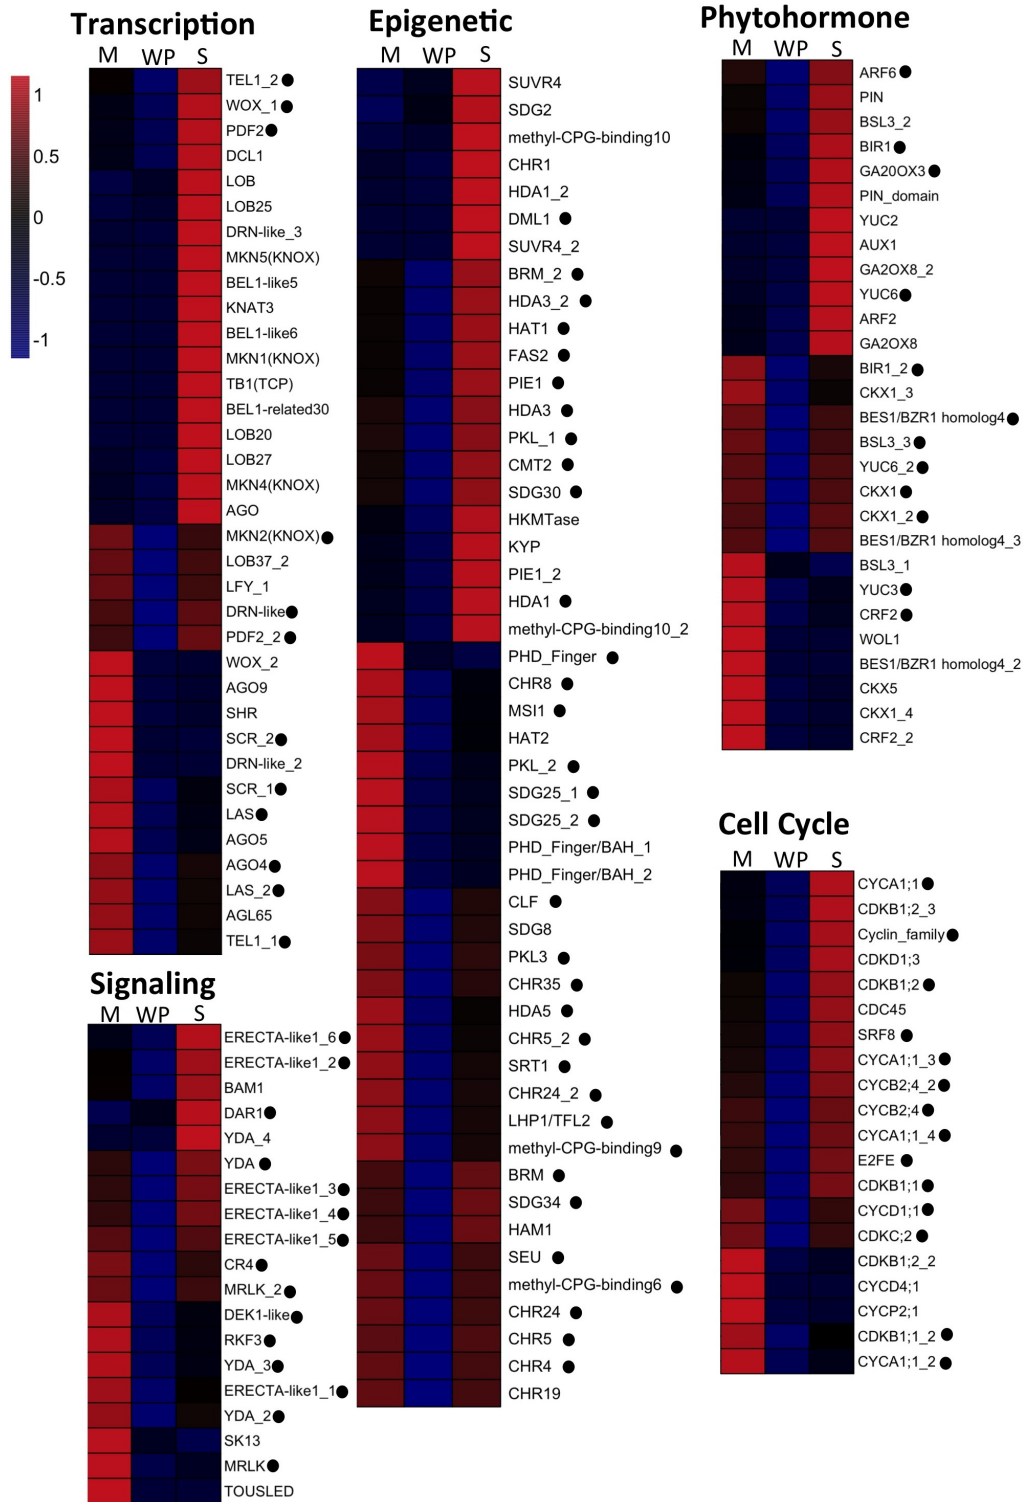 Transcription
M WP S
1
0.5
0
-0.5
-1
TEL1_2
WOX_1
PDF2
DCL1
LOB
LOB25
DRN-like_3
MKN5(KNOX)
BEL1-like5
KNAT3
BEL1-like6
MKN1(KNOX)
TB1(TCP)
BEL1-related30
LOB20
LOB27
MKN4(KNOX)
AGO
MKN2(KNOX)
LOB37_2
LFY_1
DRN-like
PDF2_2
WOX_2
AGO9
SHR
SCR_2
DRN-like_2
SCR_1
LAS
AGO5
AGO4
LAS_2
AGL65
TEL1_1
Signaling
M WP S
ERECTA-like1_6
ERECTA-like1_2
BAM1
DAR1
YDA_4
YDA
ERECTA-like1_3
ERECTA-like1_4
ERECTA-like1_5
CR4
MRLK_2
DEK1-like
RKF3
YDA_3
ERECTA-like1_1
YDA_2
SK13
MRLK
TOUSLED
Epigenetic
M WP S
SUVR4
SDG2
methyl-CPG-binding10
CHR1
HDA1_2
DML1
SUVR4_2
BRM_2
HDA3_2
HAT1
FAS2
PIE1
HDA3
PKL_1
CMT2
SDG30
HKMTase
KYP
PIE1_2
HDA1
methyl-CPG-binding10_2
PHD_Finger
CHR8
MSI1
HAT2
PKL_2
SDG25_1
SDG25_2
PHD_Finger/BAH_1
PHD_Finger/BAH_2
CLF
SDG8
PKL3
CHR35
HDA5
CHR5_2
SRT1
CHR24_2
LHP1/TFL2
methyl-CPG-binding9
BRM
SDG34
HAM1
SEU
methyl-CPG-binding6
CHR24
CHR5
CHR4
CHR19
Phytohormone
M WP S
ARF6
PIN
BSL3_2
BIR1
GA20OX3
PIN_domain
YUC2
AUX1
GA2OX8_2
YUC6
ARF2
GA2OX8
BIR1_2
CKX1_3
BES1/BZR1 homolog4
BSL3_3
YUC6_2
CKX1
CKX1_2
BES1/BZR1 homolog4_3
BSL3_1
YUC3
CRF2
WOL1
BES1/BZR1 homolog4_2
CKX5
CKX1_4
CRF2_2
Cell Cycle
M WP S
CYCA1;1
CDKB1;2_3
Cyclin_family
CDKD1;3
CDKB1;2
CDC45
SRF8
CYCA1;1_3
CYCB2;4_2
CYCB2;4
CYCA1;1_4
E2FE
CDKB1;1
CYCD1;1
CDKC;2
CDKB1;2_2
CYCD4;1
CYCP2;1
CDKB1;1_2
CYCA1;1_2